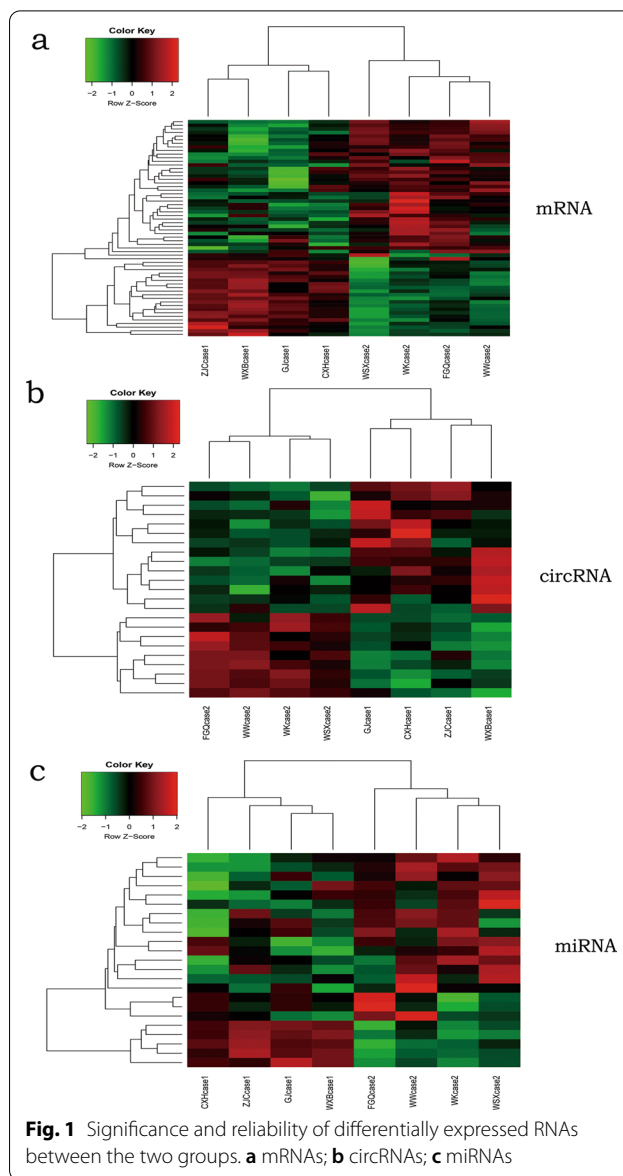 a
Color Key
−2 −1 0 1 2
Row Z-Score
mRNA
ZJCcase1 WXBcase1 GJcase1 CXHcase1 WSXcase2 WKcase2 FGQcase2 WWcase2
b
Color Key
−2 −1 0 1 2
Row Z-Score
circRNA
FGQcase2 WWcase2 WKcase2 WSXcase2 GJcase1 CXHcase1 ZJCcase1 WXBcase1
c
Color Key
−2 −1 0 1 2
Row Z-Score
miRNA
CXHcase1 ZJCcase1 GJcase1 WXBcase1 FGQcase2 WWcase2 WKcase2 WSXcase2
Fig. 1 Significance and reliability of differentially expressed RNAs
between the two groups. a mRNAs; b circRNAs; c miRNAs